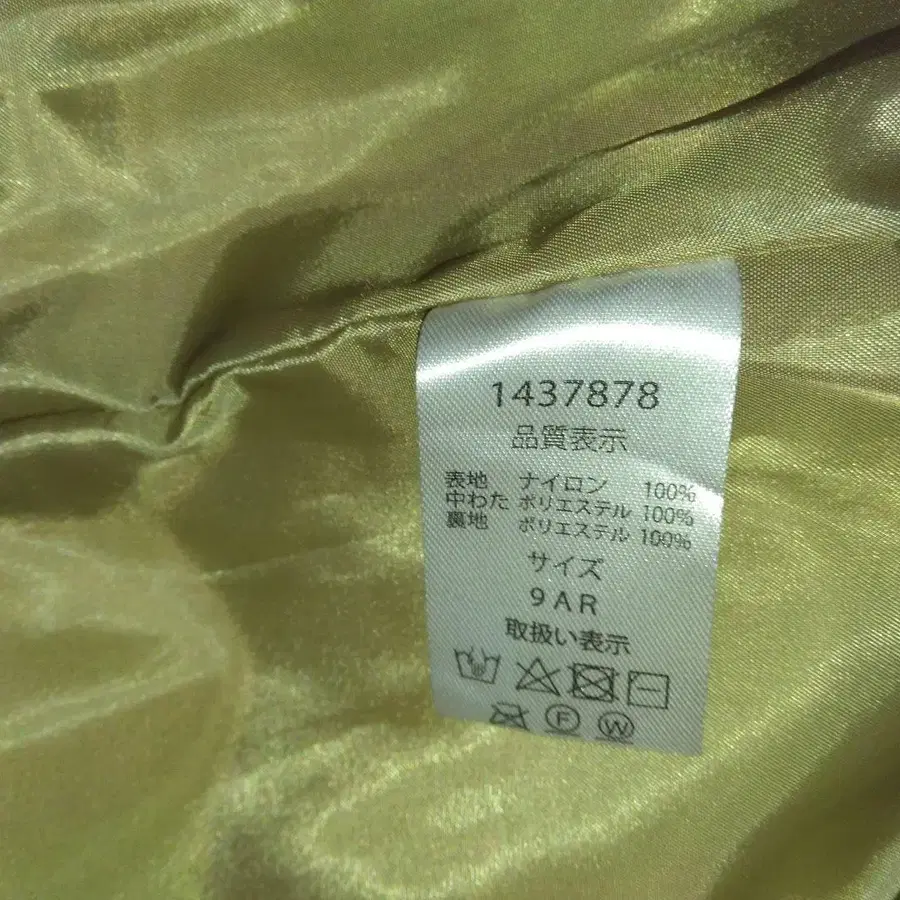 1437878
品質表示
表地 ナイロン 100%
中わた ポリエステル 100%
裏地 ポリエステル 100%
サイズ
9AR
取扱い表示
F W